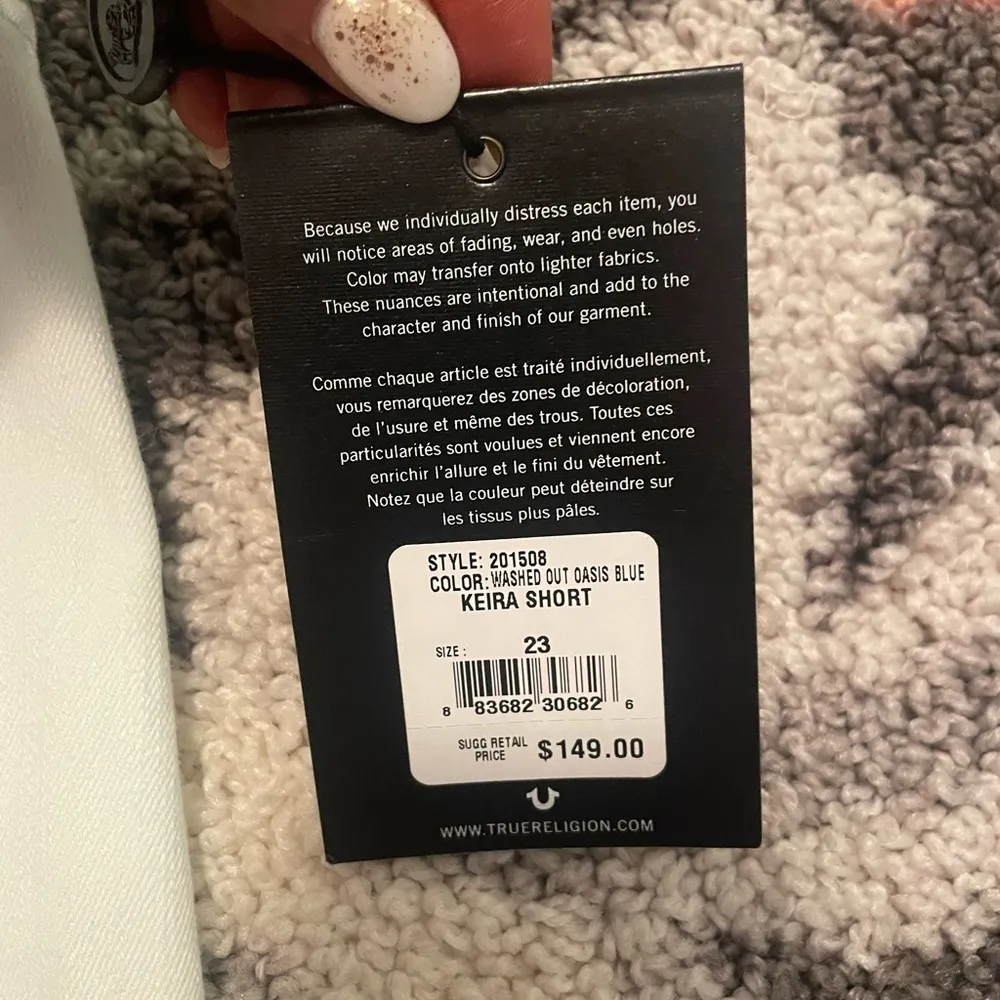 Because we individually distress each item, you
will notice areas of fading, wear, and even holes.
Color may transfer onto lighter fabrics.
These nuances are intentional and add to the
character and finish of our garment.
Comme chaque article est traité individuellement,
vous remarquerez des zones de décoloration,
de l'usure et même des trous. Toutes ces
particularités sont voulues et viennent encore
enrichir l'allure et le fini du vêtement.
Notez que la couleur peut déteindre sur
les tissus plus pâles.
STYLE: 201508
COLOR: WASHED OUT OASIS BLUE
KEIRA SHORT
SIZE: 23
8 83682 30682 6
SUGG RETAIL
PRICE $149.00
WWW.TRUERELIGION.COM